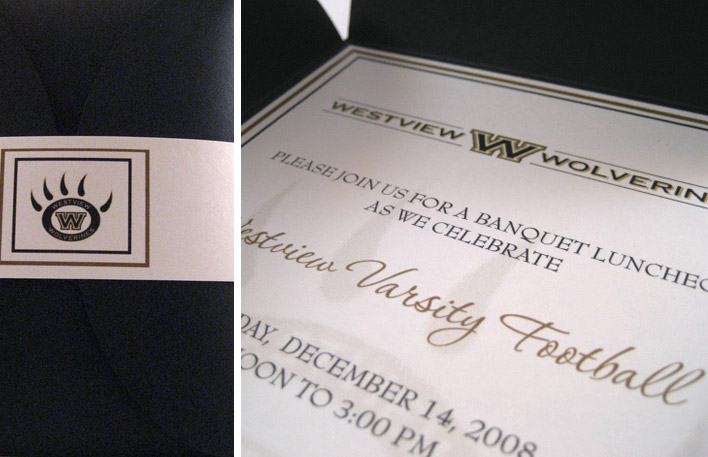 WESTVIEW
W
WOLVERINES
WESTVIEW W WOLVERIN
PLEASE JOIN US FOR A BANQUET LUNCHEO
AS WE CELEBRATE
estview Varsity Football
DAY, DECEMBER 14, 2008
OON TO 3:00 PM